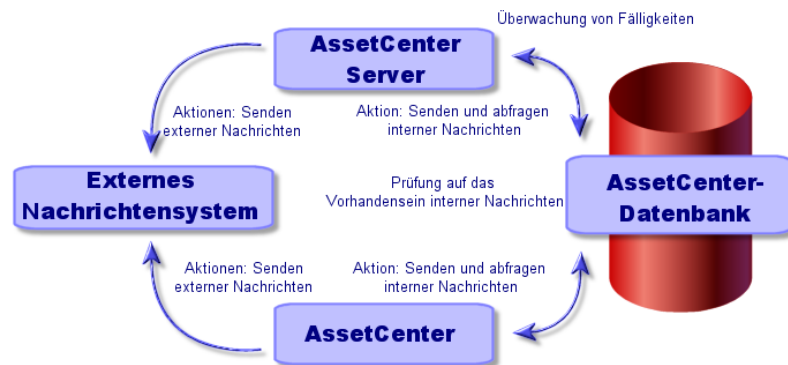 Überwachung von Fälligkeiten
AssetCenter
Server
Aktionen: Senden
externer Nachrichten
Aktion: Senden und abfragen
interner Nachrichten
Externes
Nachrichtensystem
Prüfung auf das
Vorhandensein interner Nachrichten
AssetCenter-
Datenbank
Aktionen: Senden
externer Nachrichten
Aktion: Senden und abfragen
interner Nachrichten
AssetCenter